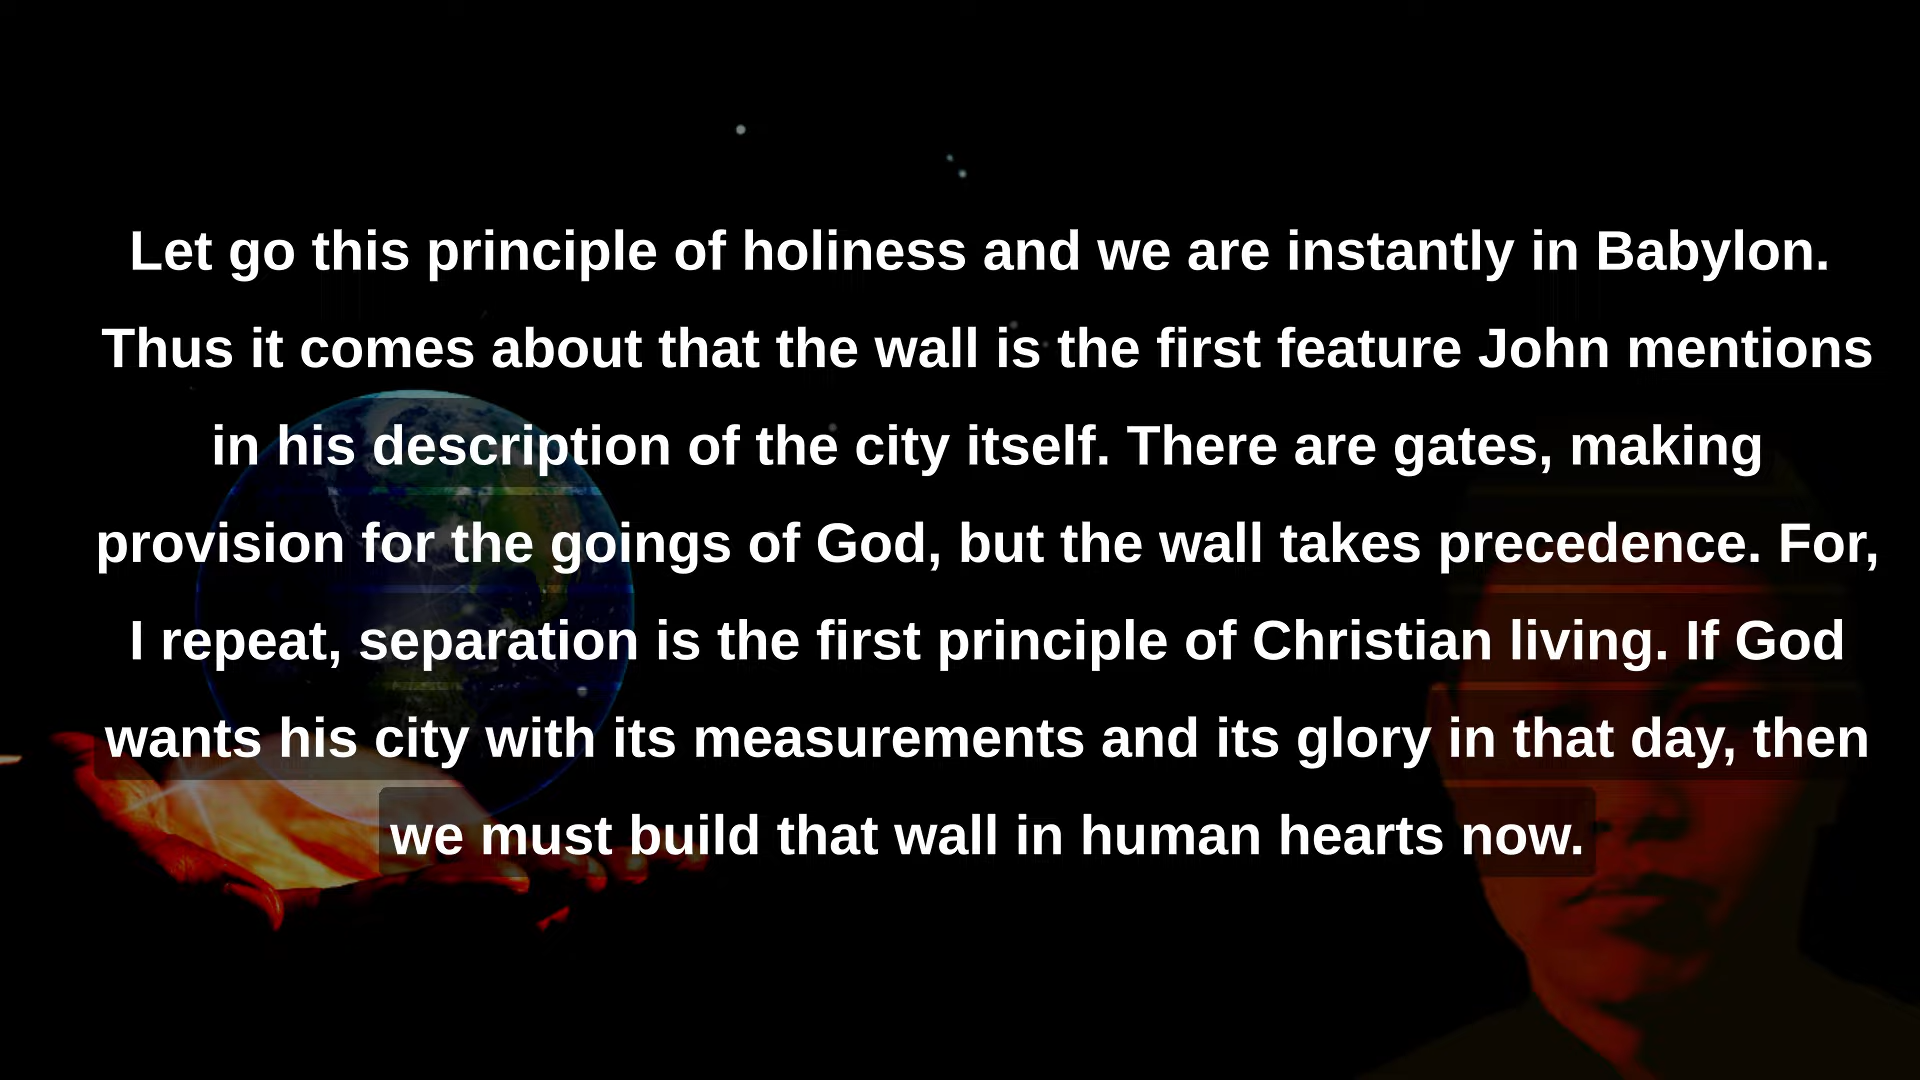 Let go this principle of holiness and we are instantly in Babylon.
Thus it comes about that the wall is the first feature John mentions
in his description of the city itself. There are gates, making
provision for the goings of God, but the wall takes precedence. For,
I repeat, separation is the first principle of Christian living. If God
wants his city with its measurements and its glory in that day, then
we must build that wall in human hearts now.